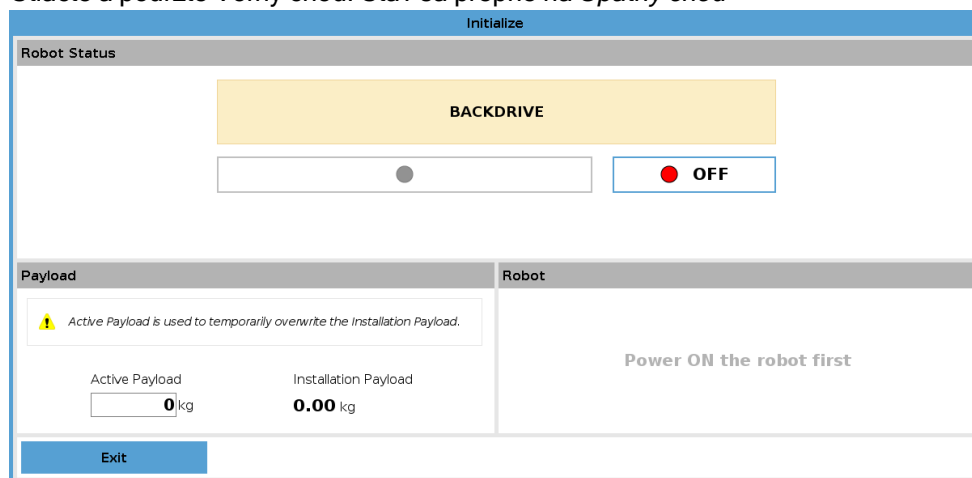 Initialize
Robot Status
BACKDRIVE
OFF
Payload
Robot
Active Payload is used to temporarily overwrite the Installation Payload.
Power ON the robot first
Active Payload
Installation Payload
0 kg
0.00 kg
Exit